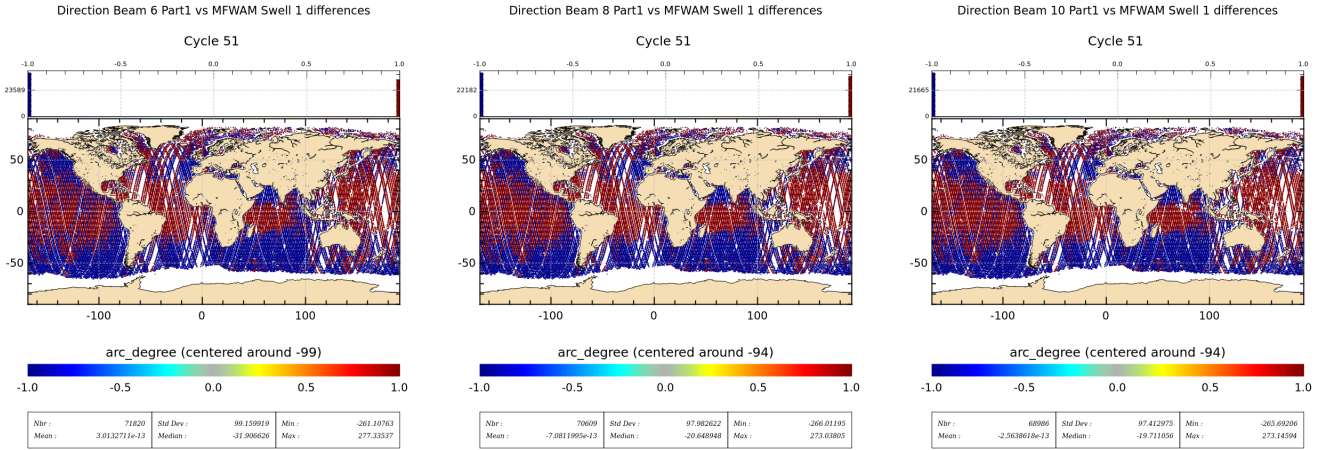 Direction Beam 6 Part1 vs MFWAM Swell 1 differences
Cycle 51
-1.0 -0.5 0.0 0.5 1.0
23589
0
50
0
-50
-100 0 100
arc_degree (centered around -99)
-1.0 -0.5 0.0 0.5 1.0
Nbr : 71820 Std Dev : 99.159919 Min : -261.10763
Mean : 3.0132711e-13 Median : -31.906626 Max : 277.33537
Direction Beam 8 Part1 vs MFWAM Swell 1 differences
Cycle 51
-1.0 -0.5 0.0 0.5 1.0
22182
0
50
0
-50
-100 0 100
arc_degree (centered around -94)
-1.0 -0.5 0.0 0.5 1.0
Nbr : 70609 Std Dev : 97.982622 Min : -266.01195
Mean : -7.0811995e-13 Median : -20.648948 Max : 273.03805
Direction Beam 10 Part1 vs MFWAM Swell 1 differences
Cycle 51
-1.0 -0.5 0.0 0.5 1.0
21665
0
50
0
-50
-100 0 100
arc_degree (centered around -94)
-1.0 -0.5 0.0 0.5 1.0
Nbr : 68986 Std Dev : 97.412975 Min : -265.69206
Mean : -2.5638618e-13 Median : -19.711056 Max : 273.14594